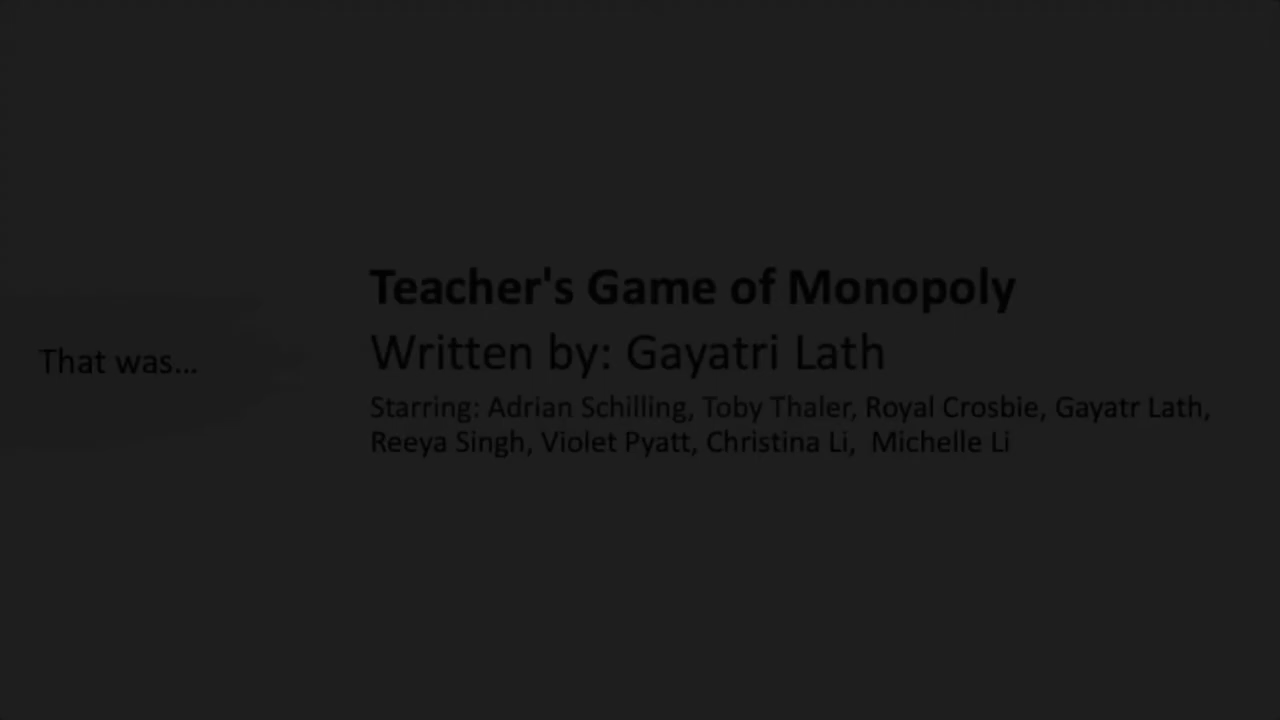 That was...
Teacher's Game of Monopoly
Written by: Gayatri Lath
Starring: Adrian Schilling, Toby Thaler, Royal Crosbie, Gayatr Lath,
Reeya Singh, Violet Pyatt, Christina Li,  Michelle Li